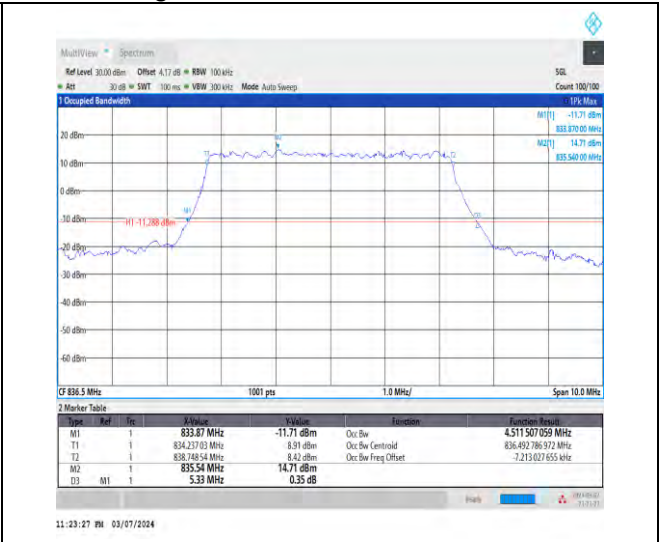 MultiView Spectrum
Ref Level 30.00 dBm Offset 4.17 dB RBW 100 kHz SGL
Att 30 dB SWT 100 ms VBW 300 kHz Mode Auto Sweep Count 100/100
1 Occupied Bandwidth 1Pk Max
M1[1] -11.71 dBm
833.870 00 MHz
M2[1] 14.71 dBm
835.540 00 MHz
20 dBm
M2
T1 T2
10 dBm
0 dBm
M1
-10 dBm
H1 -11.288 dBm
D3
-20 dBm
-30 dBm
-40 dBm
-50 dBm
-60 dBm
CF 836.5 MHz 1001 pts 1.0 MHz/ Span 10.0 MHz
2 Marker Table
Type Ref Trc X-Value Y-Value Function Function Result
M1 1 833.87 MHz -11.71 dBm Occ Bw 4.511 507 059 MHz
T1 1 834.237 03 MHz 8.91 dBm Occ Bw Centroid 836.492 786 972 MHz
T2 1 838.748 54 MHz 8.42 dBm Occ Bw Freq Offset -7.213 027 655 kHz
M2 1 835.54 MHz 14.71 dBm
D3 M1 1 5.33 MHz 0.35 dB
11:23:27 PM 03/07/2024